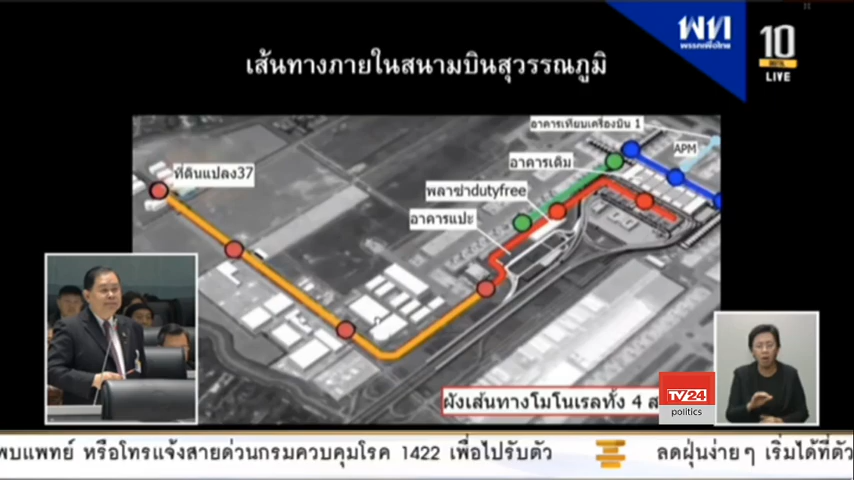 พท
พรรคเพื่อไทย
10
LIVE
เส้นทางภายในสนามบินสุวรรณภูมิ
อาคารเทียบเครื่องบิน 1
APM
อาคารเดิม
ที่ดินแปลง37
พลาซ่าdutyfree
อาคารแปะ
ผังเส้นทางโมโนเรลทั้ง 4 ส
TV24
politics
พบแพทย์ หรือโทรแจ้งสายด่วนกรมควบคุมโรค 1422 เพื่อไปรับตัว
ลดฝุ่นง่ายๆ เริ่มได้ที่ตัว